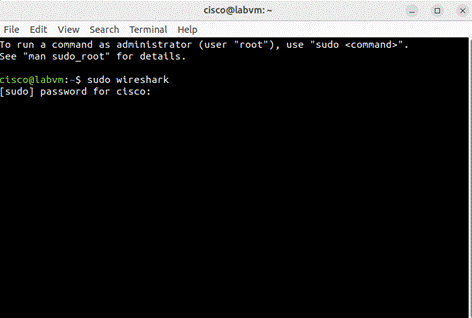 cisco@labvm: ~
File Edit View Search Terminal Help
To run a command as administrator (user "root"), use "sudo <command>".
See "man sudo_root" for details.
cisco@labvm:~$ sudo wireshark
[sudo] password for cisco: